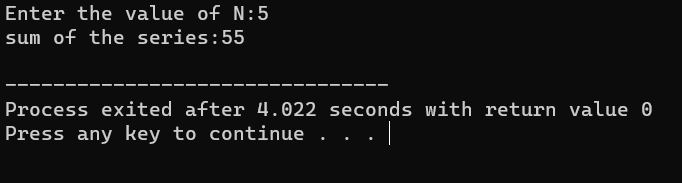 Enter the value of N:5
sum of the series:55
--------------------------------
Process exited after 4.022 seconds with return value 0
Press any key to continue . . .